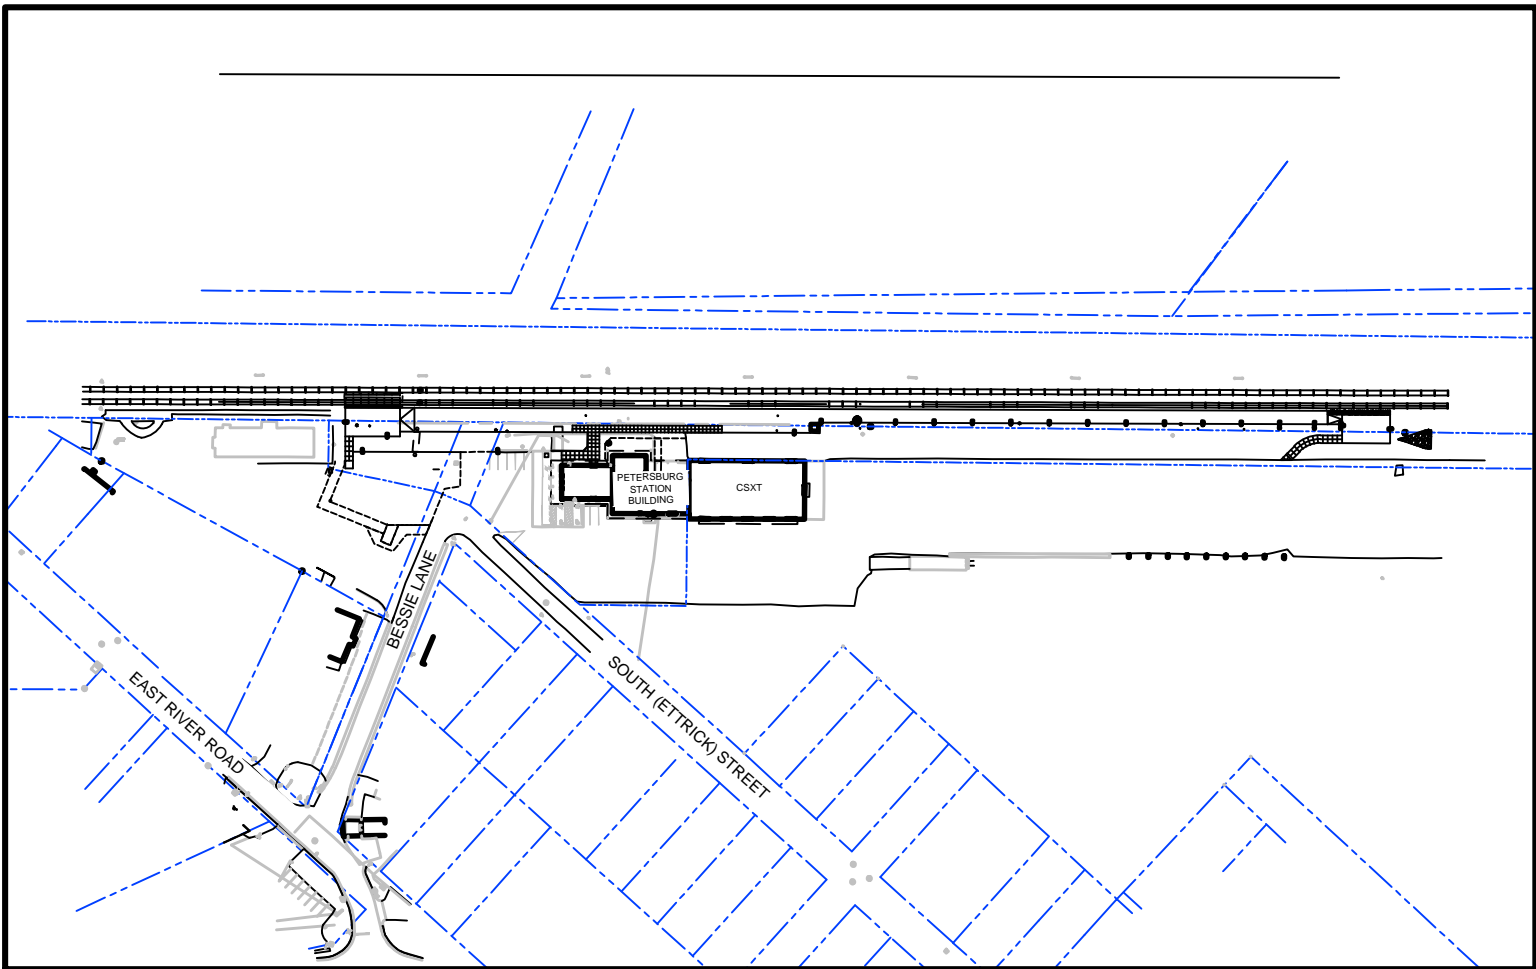 PETERSBURG
STATION
BUILDING
CSXT
BESSIE LANE
SOUTH (ETTRICK) STREET
EAST RIVER ROAD